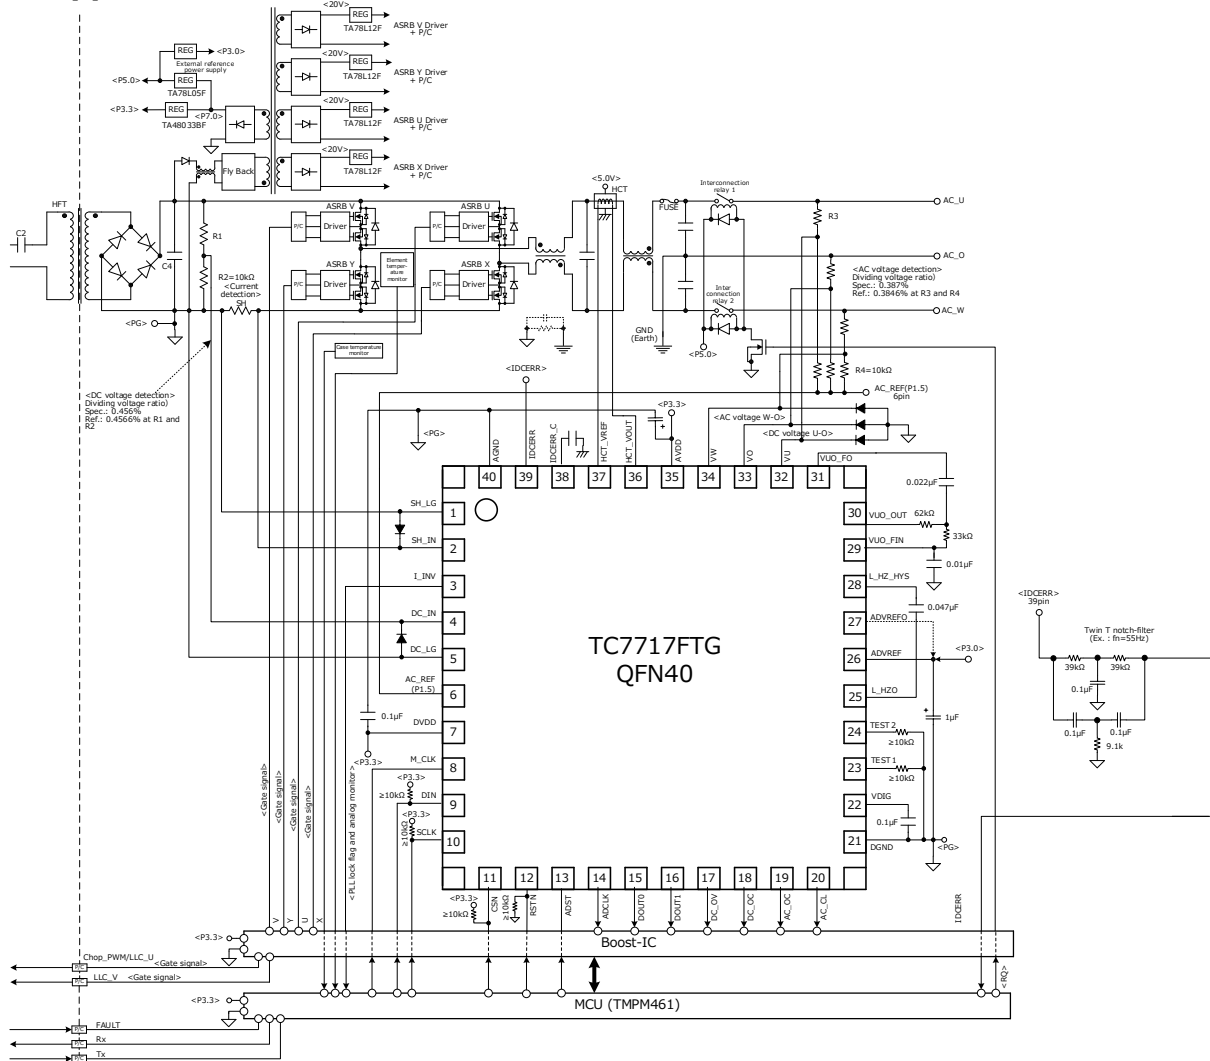 <20V>
REG
TA78L12F
ASRB V Driver
+ P/C
REG
<P3.0>
External reference
power supply
<20V>
REG
TA78L12F
ASRB Y Driver
+ P/C
<P5.0>
REG
TA78L05F
<P3.3>
REG
TA48033BF
<P7.0>
<20V>
REG
TA78L12F
ASRB U Driver
+ P/C
Fly Back
<20V>
REG
TA78L12F
ASRB X Driver
+ P/C
HFT
C2
C4
R1
R2=10kΩ
<Current
detection>
SH
<PG>
ASRB V
P/C
Driver
ASRB U
P/C
Driver
ASRB Y
P/C
Driver
ASRB X
P/C
Driver
Element
temper-
ature
monitor
Case temperature
monitor
<5.0V>
HCT
FUSE
Interconnection
relay 1
Inter
connection
relay 2
GND
(Earth)
<P5.0>
R3
AC_U
AC_O
AC_W
<AC voltage detection>
Dividing voltage ratio)
Spec.: 0.387%
Ref.: 0.3846% at R3 and R4
R4=10kΩ
AC_REF(P1.5)
6pin
<DC voltage detection>
Dividing voltage ratio)
Spec.: 0.456%
Ref.: 0.4566% at R1 and
R2
<IDCERR>
<PG>
<P3.3>
<AC voltage W-O>
<DC voltage U-O>
AGND
IDCERR
IDCERR_C
HCT_VREF
HCT_VOUT
AVDD
VW
VO
VU
VUO_FO
40
39
38
37
36
35
34
33
32
31
TC7717FTG
QFN40
SH_LG
1
SH_IN
2
I_INV
3
DC_IN
4
DC_LG
5
AC_REF
(P1.5)
6
0.1μF
DVDD
7
<P3.3>
M_CLK
8
<P3.3>
≥10kΩ
DIN
9
<P3.3>
≥10kΩ
SCLK
10
30
VUO_OUT
62kΩ
0.022μF
33kΩ
29
VUO_FIN
0.01μF
28
L_HZ_HYS
0.047μF
27
ADVREFO
26
ADVREF
<P3.0>
25
L_HZO
1μF
24
TEST2
≥10kΩ
23
TEST1
≥10kΩ
22
VDIG
0.1μF
21
DGND
<PG>
<IDCERR>
39pin
Twin T notch-filter
(Ex. : fn=55Hz)
39kΩ
39kΩ
0.1μF
0.1μF
0.1μF
9.1k
11
12
13
14
15
16
17
18
19
20
<P3.3>
≥10kΩ
CSN
≥10kΩ
RSTN
ADST
ADCLK
DOUT0
DOUT1
DC_OV
DC_OC
AC_OC
AC_CL
IDCERR
<Gate signal>
<Gate signal>
<Gate signal>
<Gate signal>
<PLL lock flag and analog monitor>
V
Y
U
X
<P3.3>
Boost-IC
Chop_PWM/LLC_U
<Gate signal>
P/C
LLC_V
<Gate signal>
P/C
<RQ>
<P3.3>
MCU (TMPM461)
P/C
FAULT
P/C
Rx
P/C
Tx